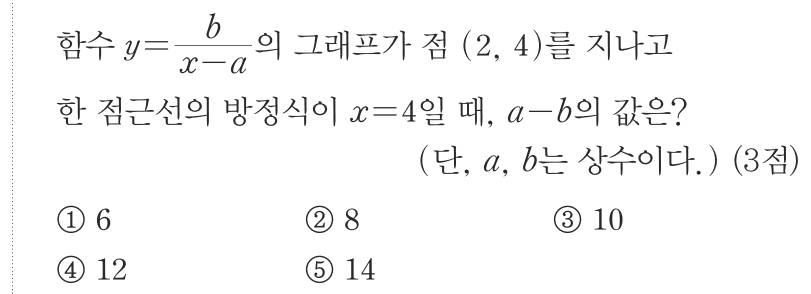 함수 y=b/(x-a)의 그래프가 점 (2, 4)를 지나고
한 점근선의 방정식이 x=4일 때, a-b의 값은?
(단, a, b는 상수이다.) (3점)
① 6 ② 8 ③ 10
④ 12 ⑤ 14